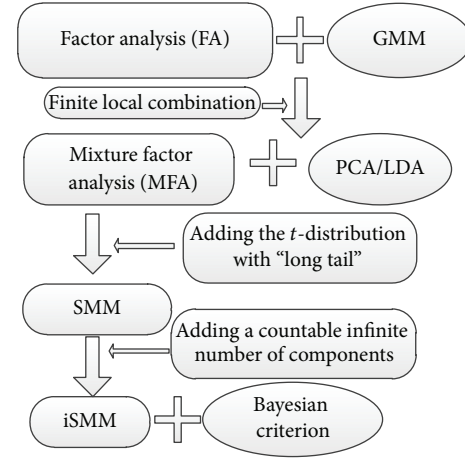 Factor analysis (FA)
GMM
Finite local combination
Mixture factor
analysis (MFA)
PCA/LDA
Adding the t-distribution
with “long tail”
SMM
Adding a countable infinite
number of components
iSMM
Bayesian
criterion